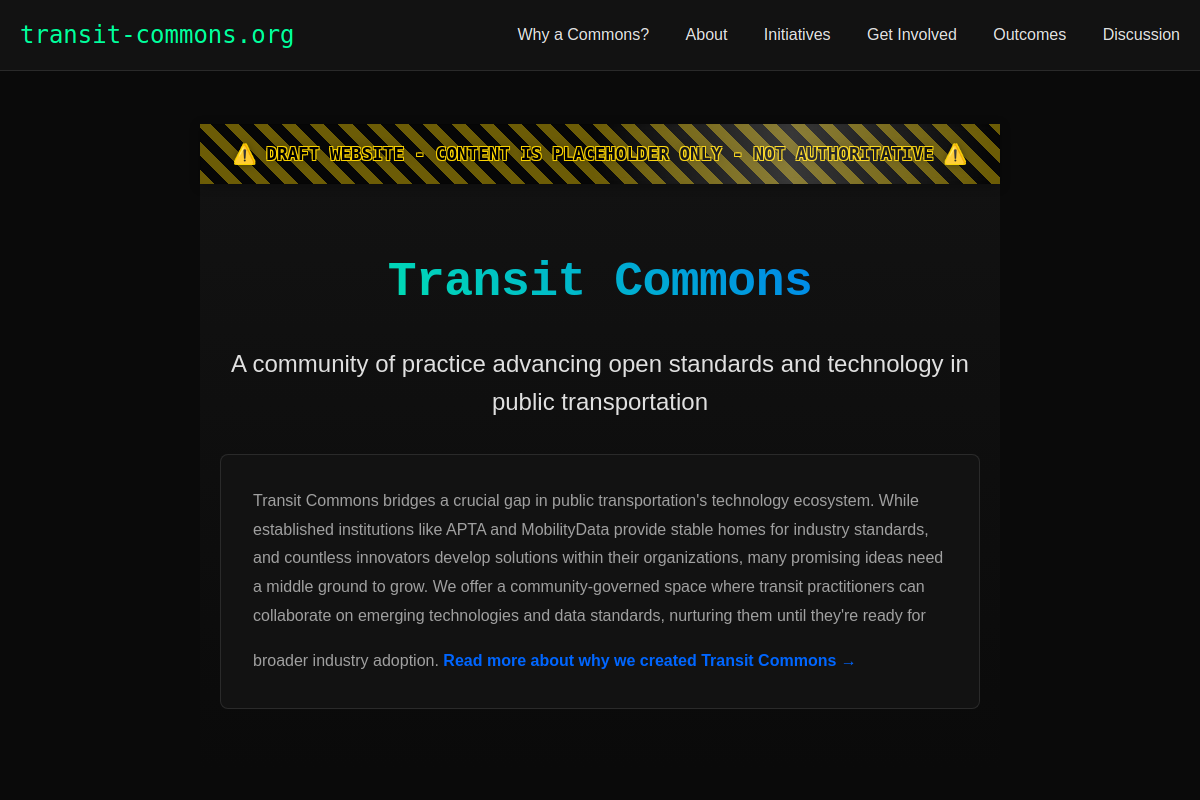 transit-commons.org
Why a Commons? About Initiatives Get Involved Outcomes Discussion
⚠️ DRAFT WEBSITE - CONTENT IS PLACEHOLDER ONLY - NOT AUTHORITATIVE ⚠️
Transit Commons
A community of practice advancing open standards and technology in
public transportation
Transit Commons bridges a crucial gap in public transportation's technology ecosystem. While
established institutions like APTA and MobilityData provide stable homes for industry standards,
and countless innovators develop solutions within their organizations, many promising ideas need
a middle ground to grow. We offer a community-governed space where transit practitioners can
collaborate on emerging technologies and data standards, nurturing them until they're ready for
broader industry adoption. Read more about why we created Transit Commons →